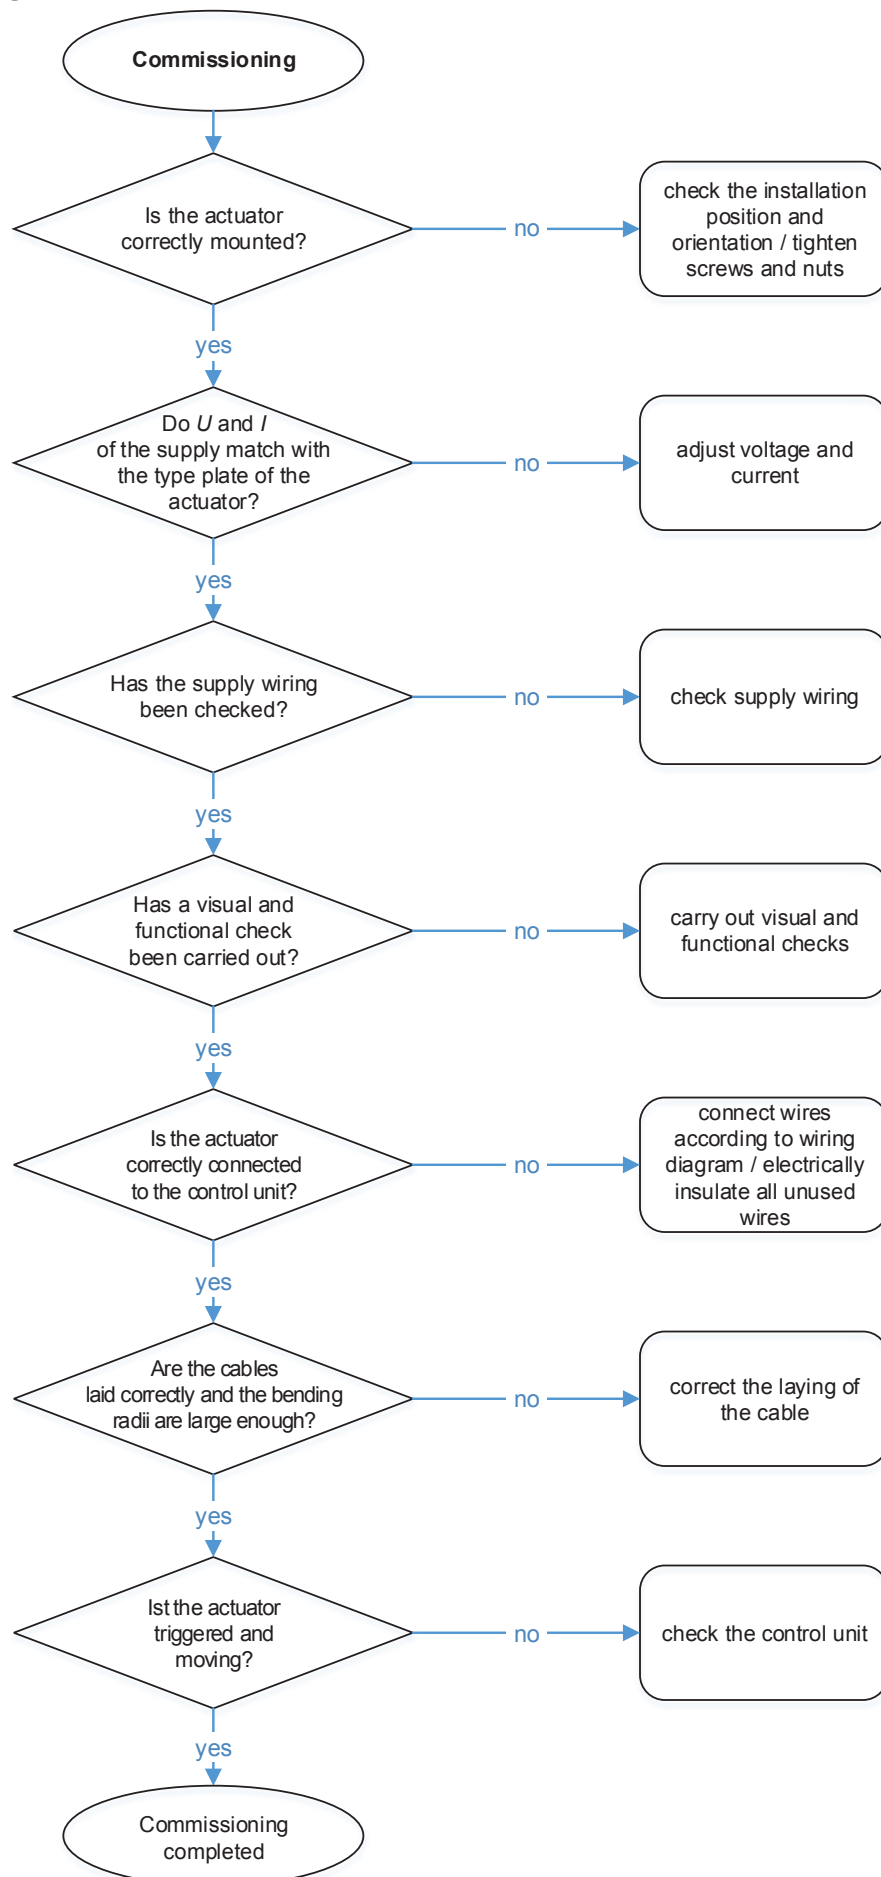 Commissioning
Is the actuator
correctly mounted?
no
check the installation
position and
orientation / tighten
screws and nuts
yes
Do U and I
of the supply match with
the type plate of the
actuator?
no
adjust voltage and
current
yes
Has the supply wiring
been checked?
no
check supply wiring
yes
Has a visual and
functional check
been carried out?
no
carry out visual and
functional checks
yes
Is the actuator
correctly connected
to the control unit?
no
connect wires
according to wiring
diagram / electrically
insulate all unused
wires
yes
Are the cables
laid correctly and the bending
radii are large enough?
no
correct the laying of
the cable
yes
Ist the actuator
triggered and
moving?
no
check the control unit
yes
Commissioning
completed